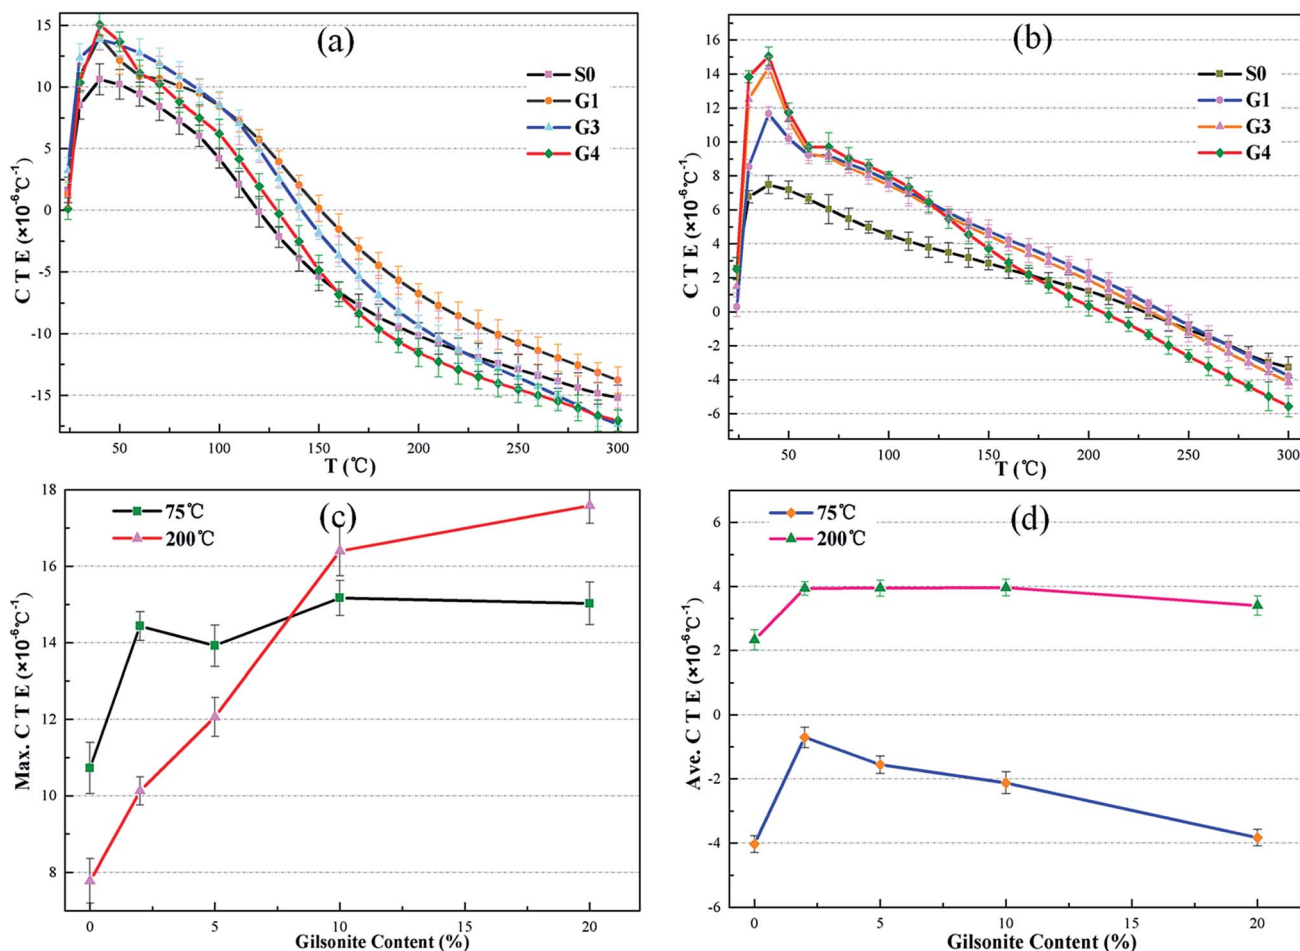 (a)
S0
G1
G3
G4
C T E (×10⁻⁶℃⁻¹)
15
10
5
0
-5
-10
-15
50
100
150
200
250
300
T (℃)
(b)
S0
G1
G3
G4
C T E (×10⁻⁶℃⁻¹)
16
14
12
10
8
6
4
2
0
-2
-4
-6
50
100
150
200
250
300
T (℃)
(c)
75℃
200℃
Max. C T E (×10⁻⁶℃⁻¹)
18
16
14
12
10
8
0
5
10
15
20
Gilsonite Content (%)
(d)
75℃
200℃
Ave. C T E (×10⁻⁶℃⁻¹)
6
4
2
0
-2
-4
-6
0
5
10
15
20
Gilsonite Content (%)